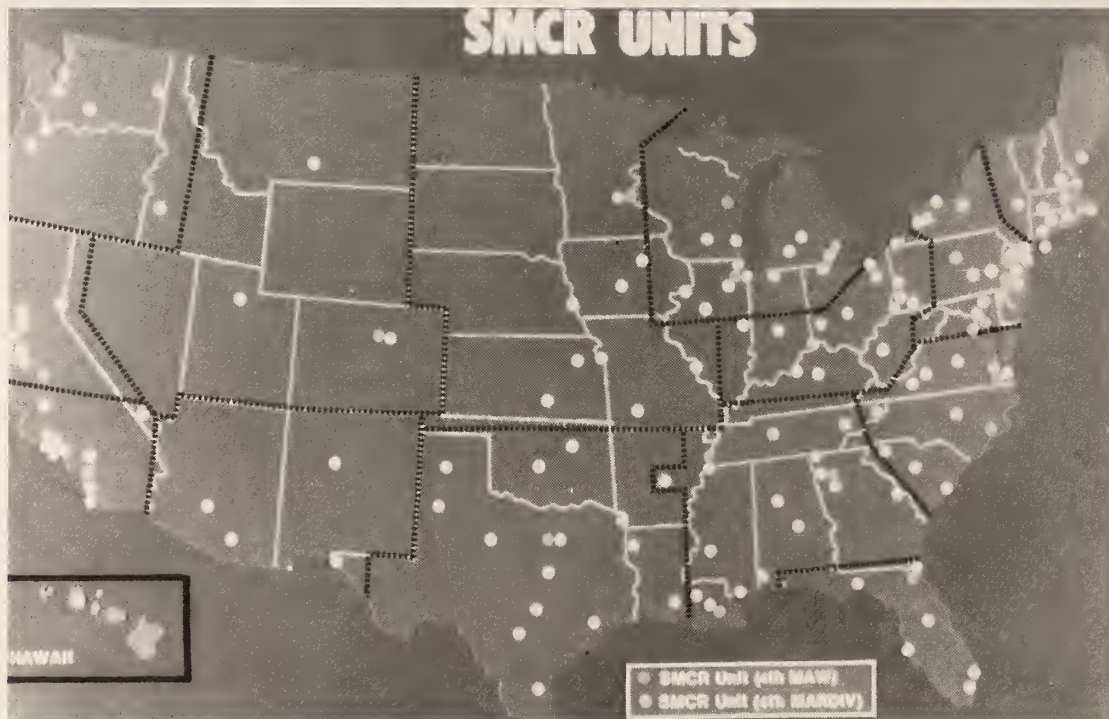 SMCR UNITS
HAWAII
SMCR Unit (4th MAW)
SMCR Unit (4th MARDIV)